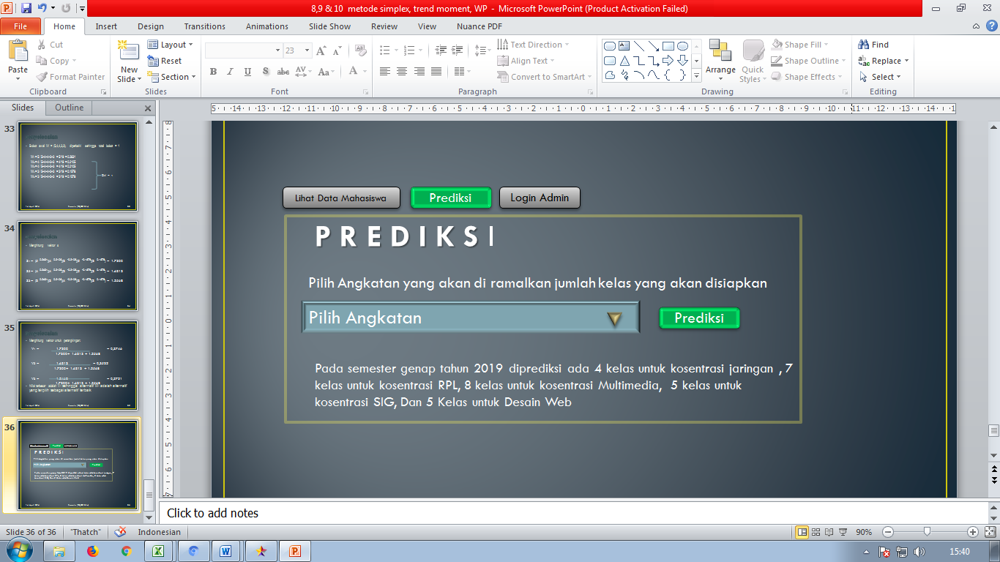 8,9 & 10 metode simplex, trend moment, WP - Microsoft PowerPoint (Product Activation Failed)
File Home Insert Design Transitions Animations Slide Show Review View Nuance PDF
Paste
Cut
Copy
Format Painter
Clipboard
New Slide
Layout
Reset
Section
Slides
23
Font
Text Direction
Align Text
Convert to SmartArt
Paragraph
Arrange
Quick Styles
Shape Fill
Shape Outline
Shape Effects
Drawing
Find
Replace
Select
Editing
Slides Outline
33
34
35
36
Lihat Data Mahasiswa
Prediksi
Login Admin
P R E D I K S I
Pilih Angkatan yang akan di ramalkan jumlah kelas yang akan disiapkan
Pilih Angkatan
Prediksi
Pada semester genap tahun 2019 diprediksi ada 4 kelas untuk kosentrasi jaringan , 7
kelas untuk kosentrasi RPL, 8 kelas untuk kosentrasi Multimedia, 5 kelas untuk
kosentrasi SIG, Dan 5 Kelas untuk Desain Web
Click to add notes
Slide 36 of 36 "Thatch" Indonesian 90%
15:40